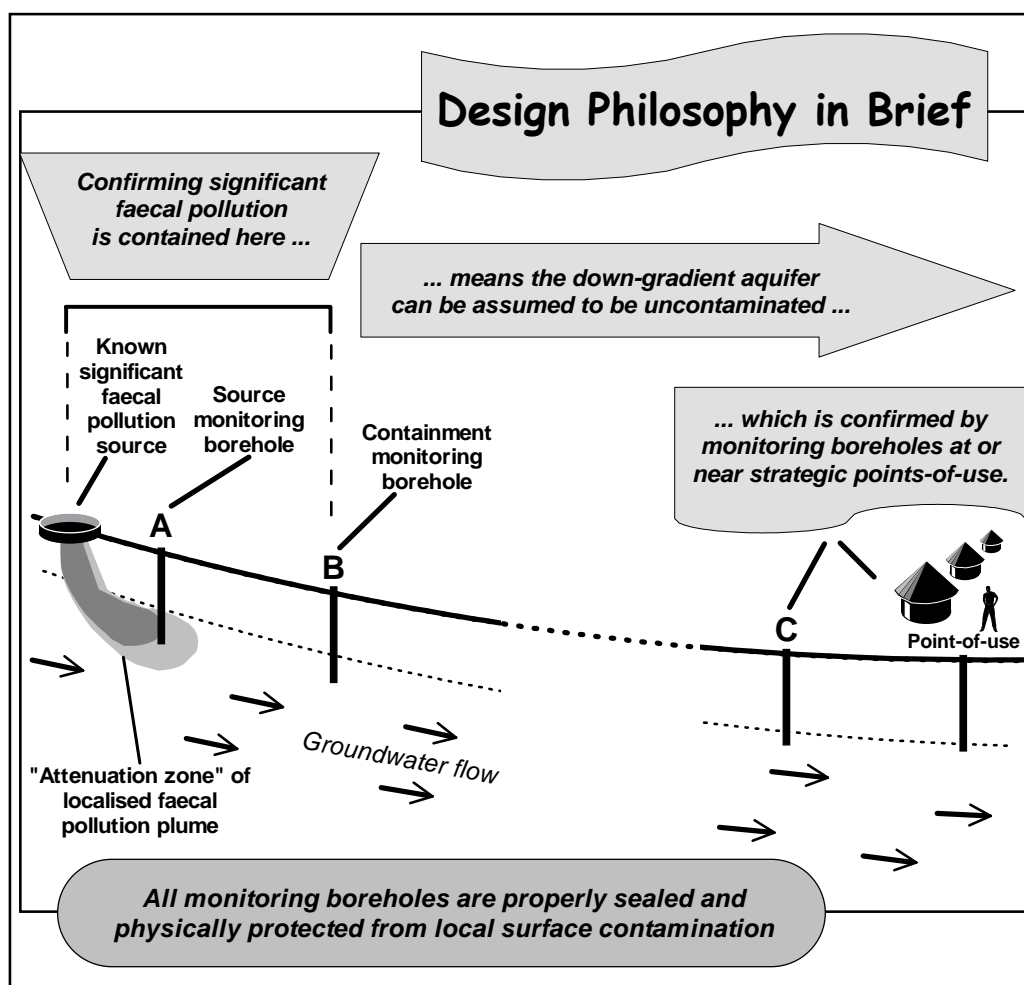 Design Philosophy in Brief
Confirming significant
faecal pollution
is contained here ...
... means the down-gradient aquifer
can be assumed to be uncontaminated ...
... which is confirmed by
monitoring boreholes at or
near strategic points-of-use.
Known
significant
faecal
pollution
source
Source
monitoring
borehole
Containment
monitoring
borehole
A
B
C
Point-of-use
Groundwater flow
"Attenuation zone" of
localised faecal
pollution plume
All monitoring boreholes are properly sealed and
physically protected from local surface contamination